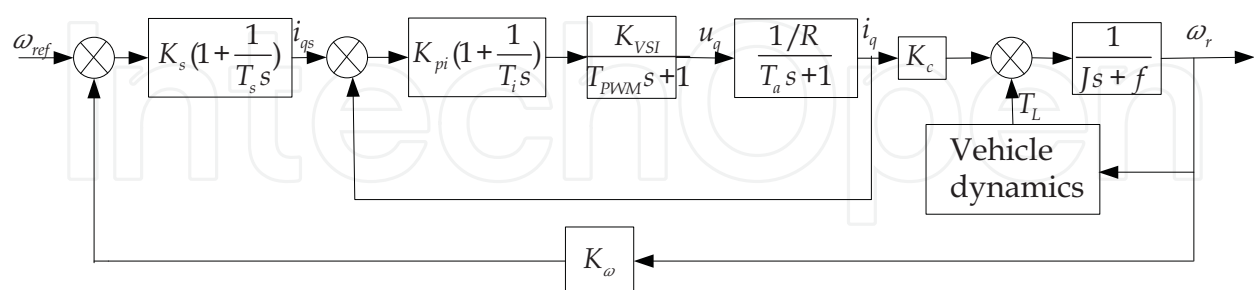 ω_ref
K_s(1+1/(T_s s))
i_qs
K_pi(1+1/(T_i s))
K_VSI/(T_PWM s+1)
u_q
(1/R)/(T_a s+1)
i_q
K_c
1/(Js+f)
ω_r
T_L
Vehicle
dynamics
K_ω
IntechOpen